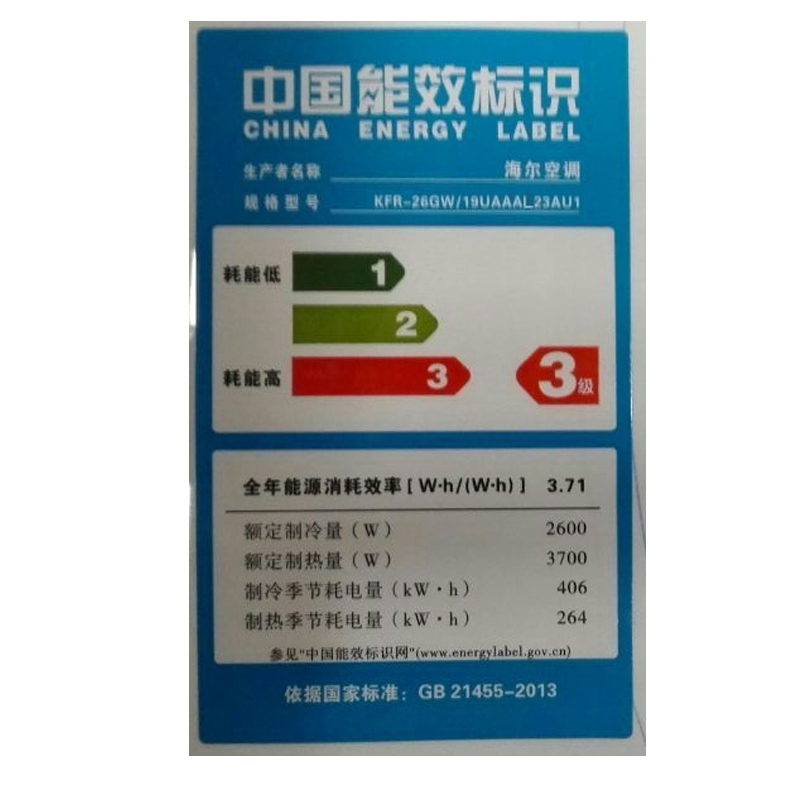 中国能效标识
CHINA ENERGY LABEL
生产者名称 海尔空调
规格型号 KFR-26GW/19UAAAL23AU1
耗能低 1
2
耗能高 3 3级
全年能源消耗效率[W·h/(W·h)] 3.71
额定制冷量（W） 2600
额定制热量（W） 3700
制冷季节耗电量（kW·h） 406
制热季节耗电量（kW·h） 264
参见"中国能效标识网"(www.energylabel.gov.cn)
依据国家标准：GB 21455-2013